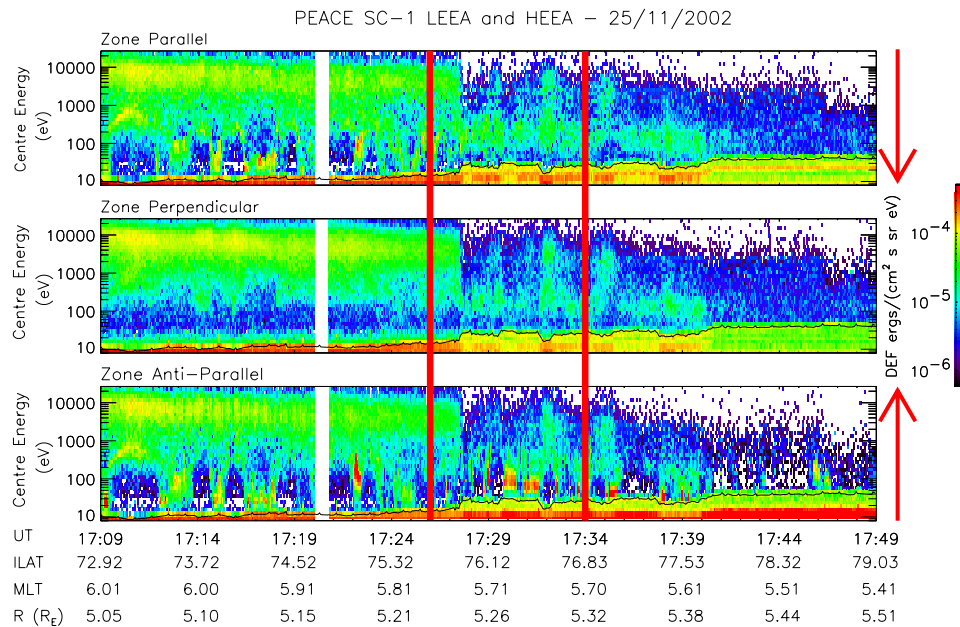 PEACE SC-1 LEEA and HEEA - 25/11/2002
Zone Parallel
Centre Energy
(eV)
10000
1000
100
10
Zone Perpendicular
Centre Energy
(eV)
10000
1000
100
10
Zone Anti-Parallel
Centre Energy
(eV)
10000
1000
100
10
DEF ergs/(cm² s sr eV)
10⁻⁴
10⁻⁵
10⁻⁶
UT 17:09 17:14 17:19 17:24 17:29 17:34 17:39 17:44 17:49
ILAT 72.92 73.72 74.52 75.32 76.12 76.83 77.53 78.32 79.03
MLT 6.01 6.00 5.91 5.81 5.71 5.70 5.61 5.51 5.41
R (R_E) 5.05 5.10 5.15 5.21 5.26 5.32 5.38 5.44 5.51